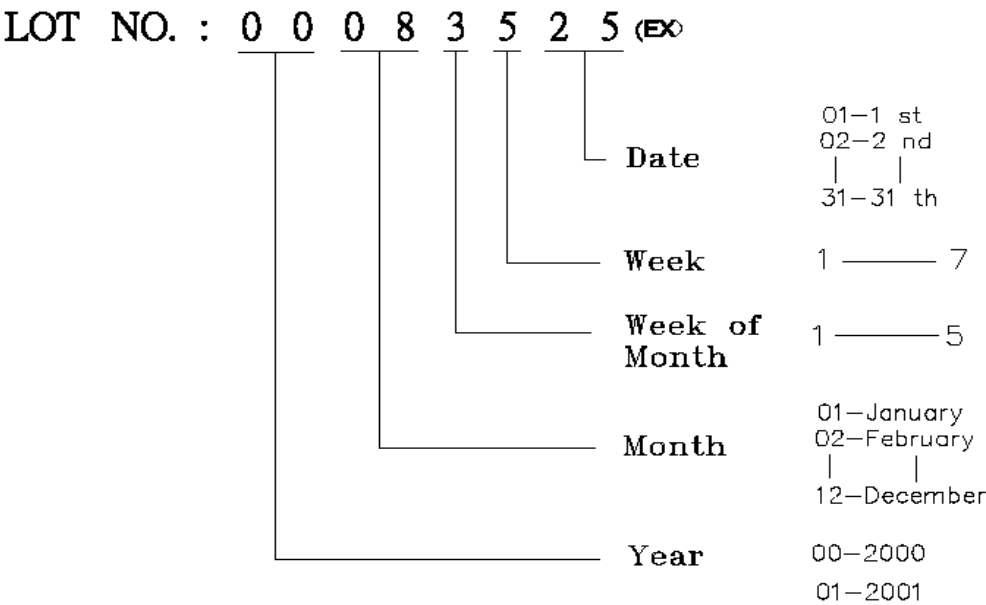 LOT NO. : 0 0 0 8 3 5 2 5 (EX)
Date
01-1 st
02-2 nd
31-31 th
Week
1 7
Week of
Month
1 5
Month
01-January
02-February
12-December
Year
00-2000
01-2001